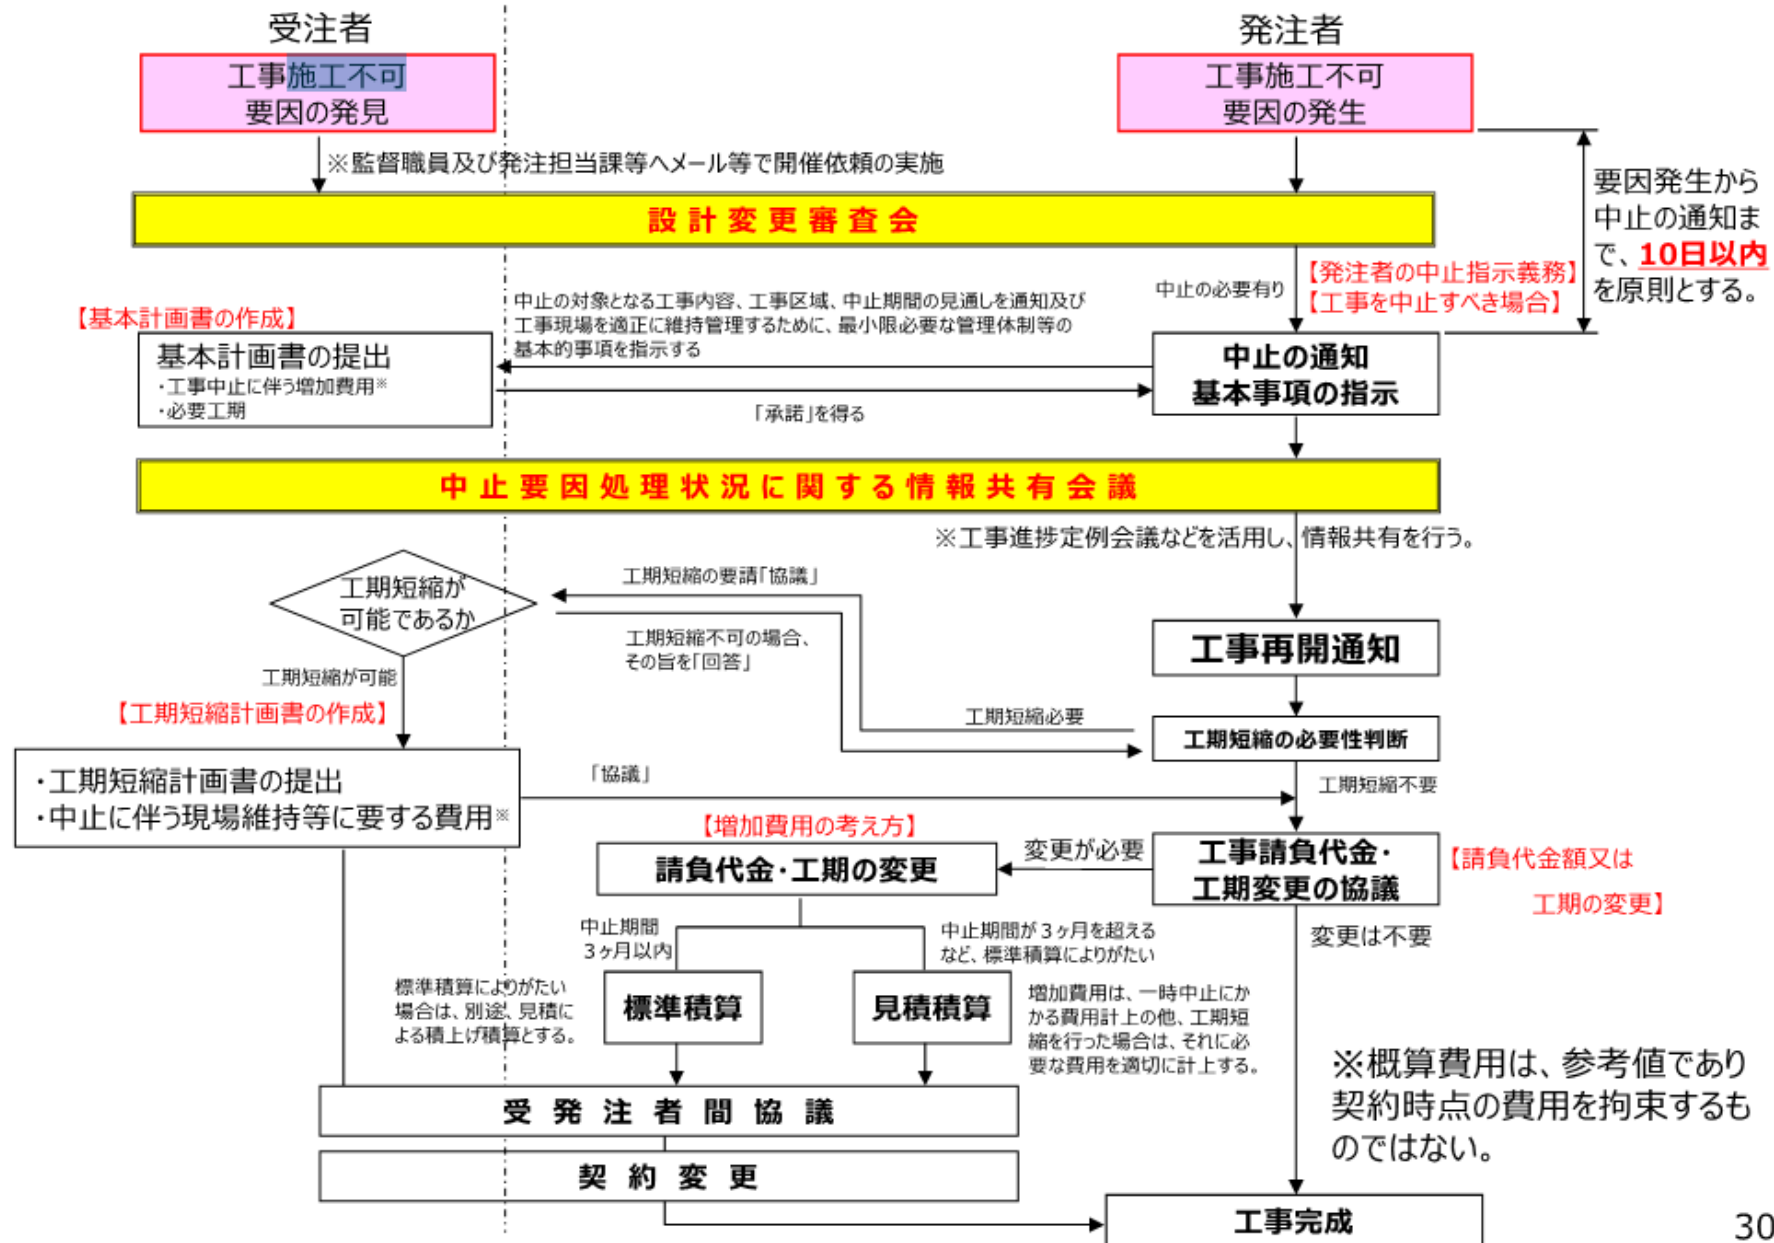 受注者
発注者
工事施工不可
要因の発見
工事施工不可
要因の発生
※監督職員及び発注担当課等へメール等で開催依頼の実施
要因発生から
中止の通知ま
で、10日以内
を原則とする。
設計変更審査会
【発注者の中止指示義務】
【工事を中止すべき場合】
中止の必要有り
中止の対象となる工事内容、工事区域、中止期間の見通しを通知及び
工事現場を適正に維持管理するために、最小限必要な管理体制等の
基本的事項を指示する
【基本計画書の作成】
基本計画書の提出
・工事中止に伴う増加費用※
・必要工期
中止の通知
基本事項の指示
「承諾」を得る
中止要因処理状況に関する情報共有会議
※工事進捗定例会議などを活用し、情報共有を行う。
工期短縮が
可能であるか
工期短縮の要請「協議」
工期短縮不可の場合、
その旨を「回答」
工事再開通知
工期短縮が可能
【工期短縮計画書の作成】
工期短縮必要
工期短縮の必要性判断
・工期短縮計画書の提出
・中止に伴う現場維持等に要する費用※
「協議」
工期短縮不要
【増加費用の考え方】
請負代金・工期の変更
変更が必要
工事請負代金・
工期変更の協議
【請負代金額又は
工期の変更】
中止期間
3ヶ月以内
中止期間が3ヶ月を超える
など、標準積算によりがたい
変更は不要
標準積算によりがたい
場合は、別途、見積に
よる積上げ積算とする。
標準積算
見積積算
増加費用は、一時中止にか
かる費用計上の他、工期短
縮を行った場合は、それに必
要な費用を適切に計上する。
※概算費用は、参考値であり
契約時点の費用を拘束するも
のではない。
受発注者間協議
契約変更
工事完成
30